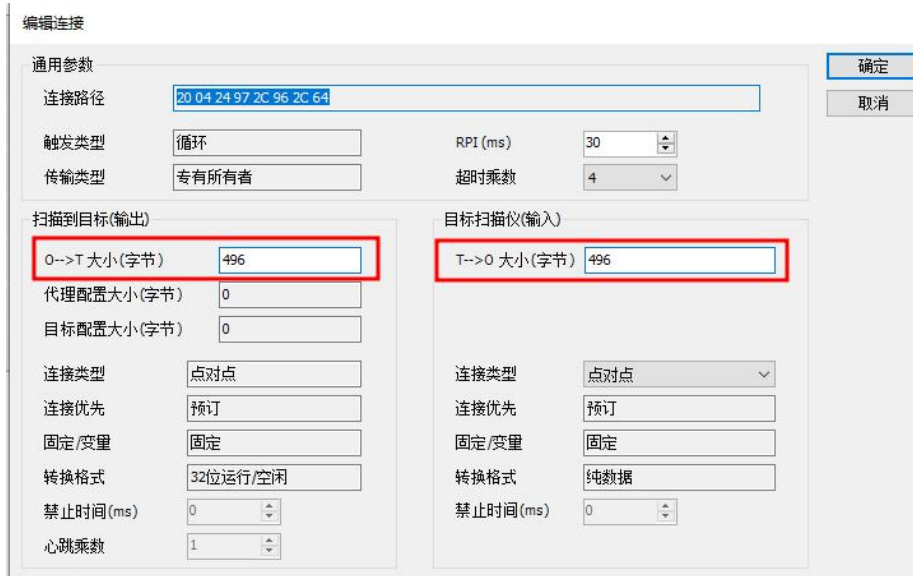 编辑连接
通用参数
连接路径 20 04 24 97 2C 96 2C 64
触发类型 循环 RPI(ms) 30
传输类型 专有所有者 超时乘数 4
确定
取消
扫描到目标(输出)
O-->T 大小(字节) 496
代理配置大小(字节) 0
目标配置大小(字节) 0
连接类型 点对点
连接优先 预订
固定/变量 固定
转换格式 32位运行/空闲
禁止时间(ms) 0
心跳乘数 1
目标扫描仪(输入)
T-->O 大小(字节) 496
连接类型 点对点
连接优先 预订
固定/变量 固定
转换格式 纯数据
禁止时间(ms) 0